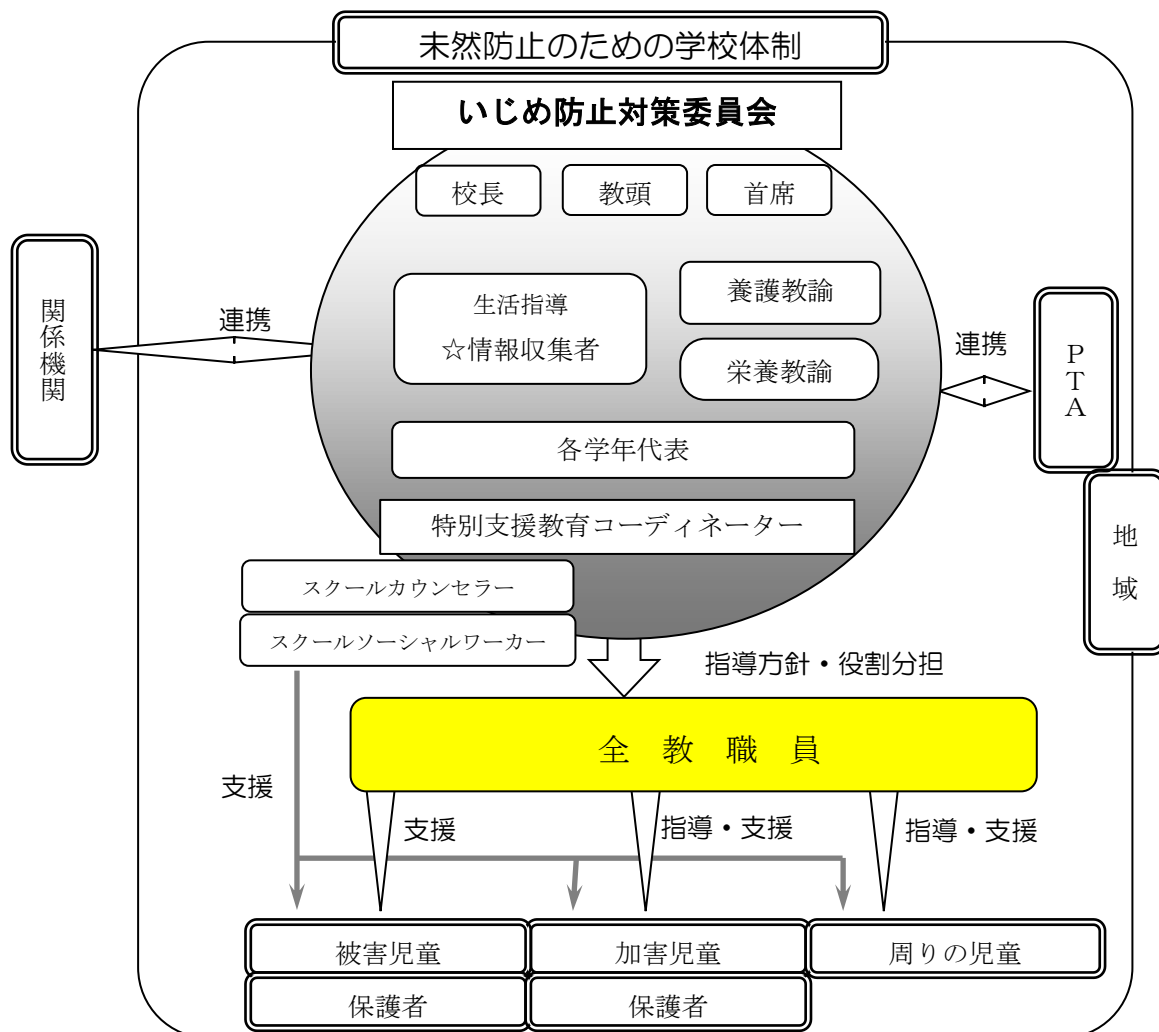 未然防止のための学校体制
いじめ防止対策委員会
校長
教頭
首席
関係機関
連携
生活指導
☆情報収集者
養護教諭
栄養教諭
連携
PTA
地域
各学年代表
特別支援教育コーディネーター
スクールカウンセラー
スクールソーシャルワーカー
指導方針・役割分担
全 教 職 員
支援
支援
指導・支援
指導・支援
被害児童
加害児童
周りの児童
保護者
保護者